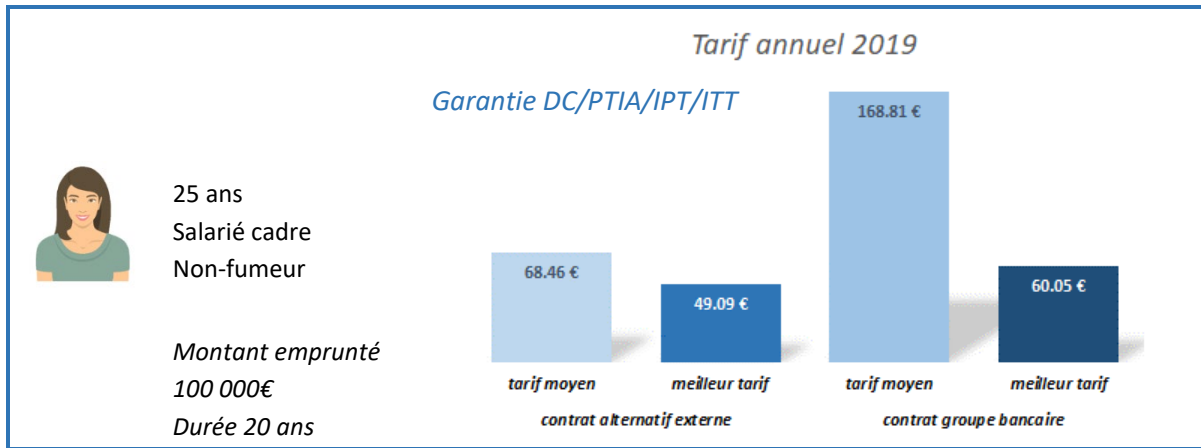 Tarif annuel 2019
Garantie DC/PTIA/IPT/ITT
25 ans
Salarié cadre
Non-fumeur
Montant emprunté
100 000€
Durée 20 ans
68.46 €
49.09 €
168.81 €
60.05 €
tarif moyen
meilleur tarif
tarif moyen
meilleur tarif
contrat alternatif externe
contrat groupe bancaire